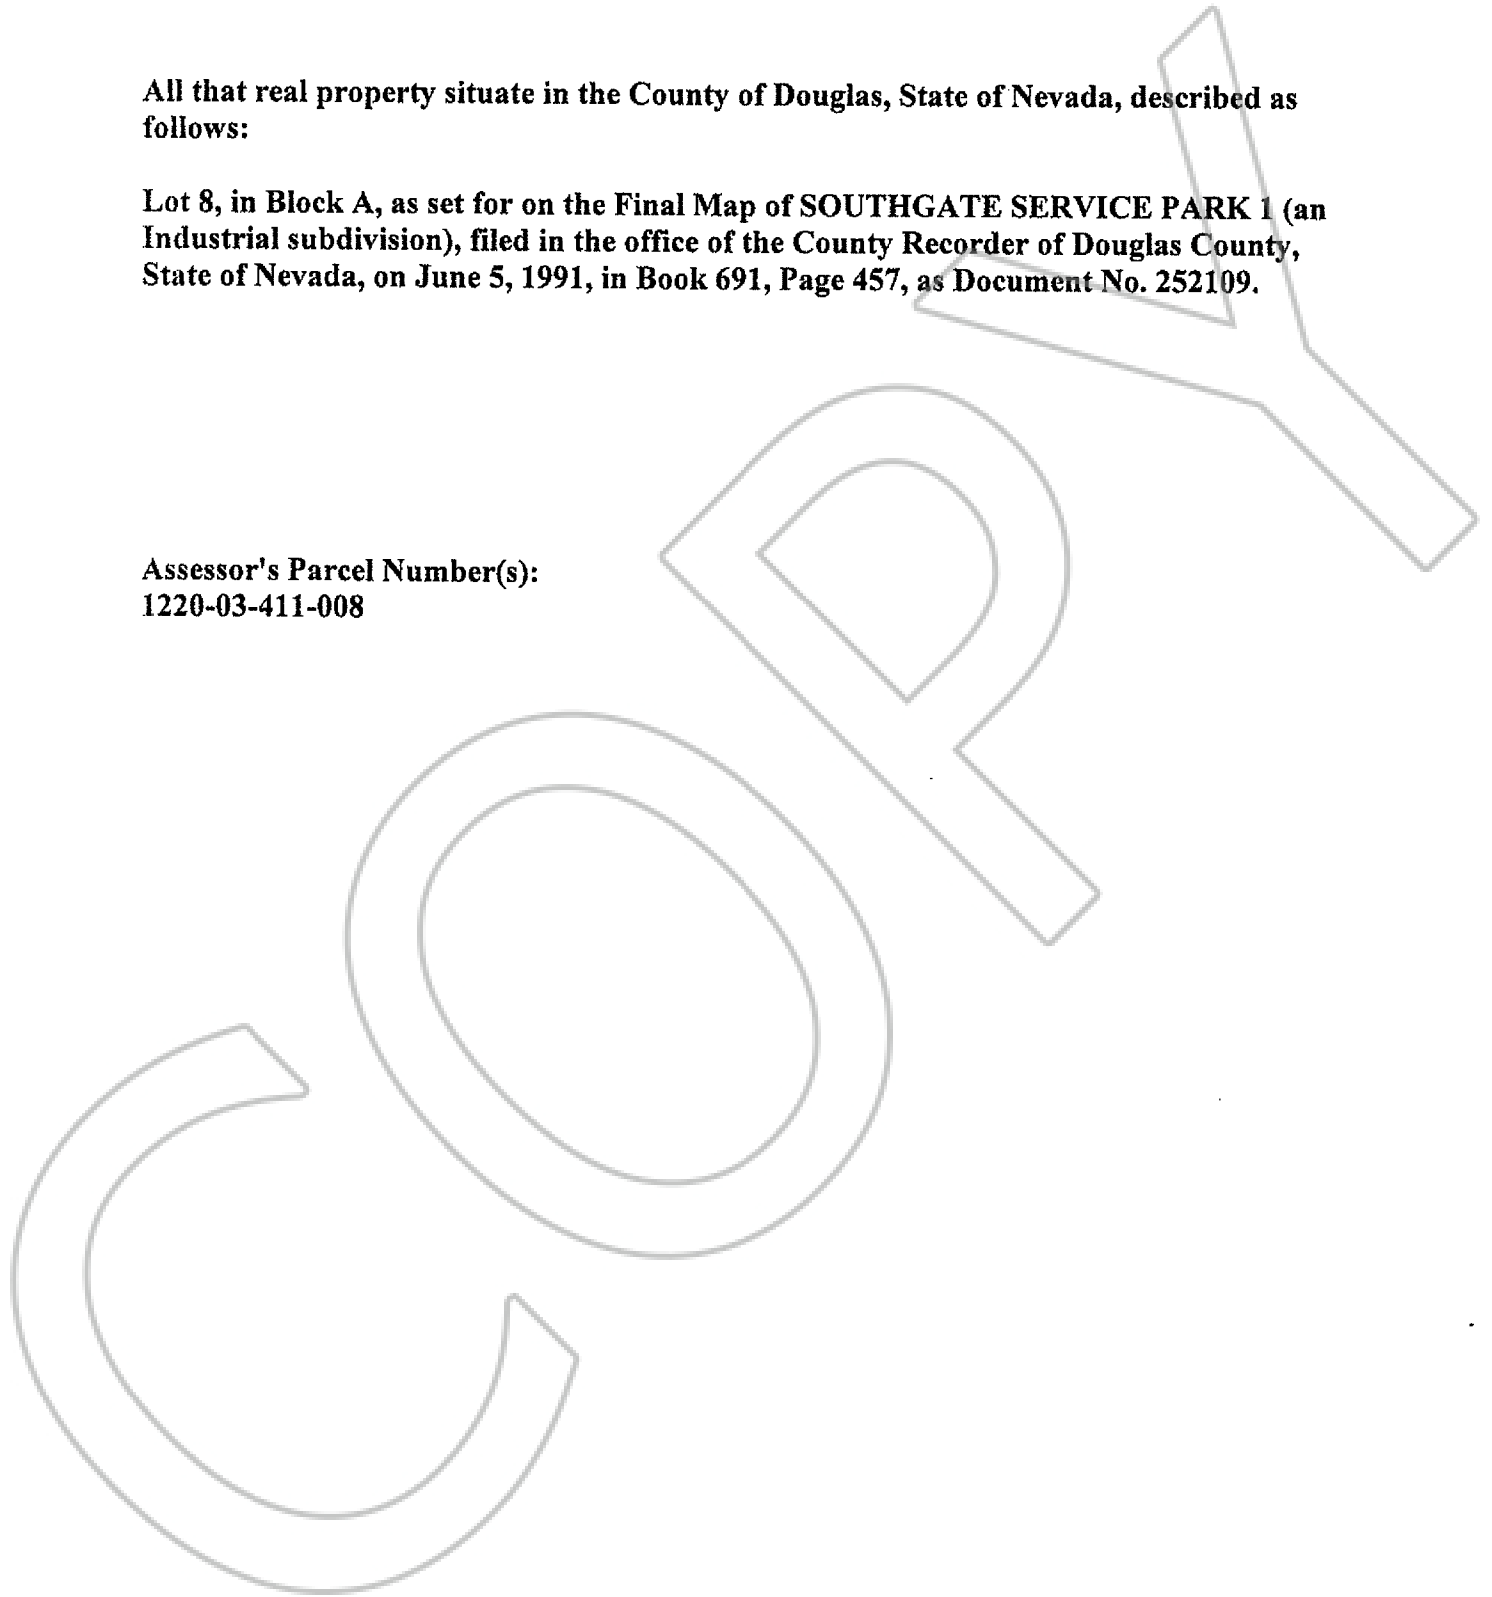 All that real property situate in the County of Douglas, State of Nevada, described as
follows:
Lot 8, in Block A, as set for on the Final Map of SOUTHGATE SERVICE PARK 1 (an
Industrial subdivision), filed in the office of the County Recorder of Douglas County,
State of Nevada, on June 5, 1991, in Book 691, Page 457, as Document No. 252109.
Assessor's Parcel Number(s):
1220-03-411-008
COPY